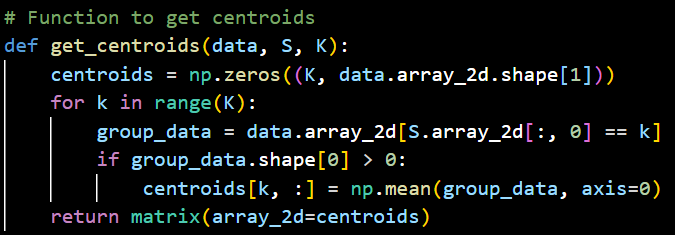 # Function to get centroids
def get_centroids(data, S, K):
    centroids = np.zeros((K, data.array_2d.shape[1]))
    for k in range(K):
        group_data = data.array_2d[S.array_2d[:, 0] == k]
        if group_data.shape[0] > 0:
            centroids[k, :] = np.mean(group_data, axis=0)
    return matrix(array_2d=centroids)